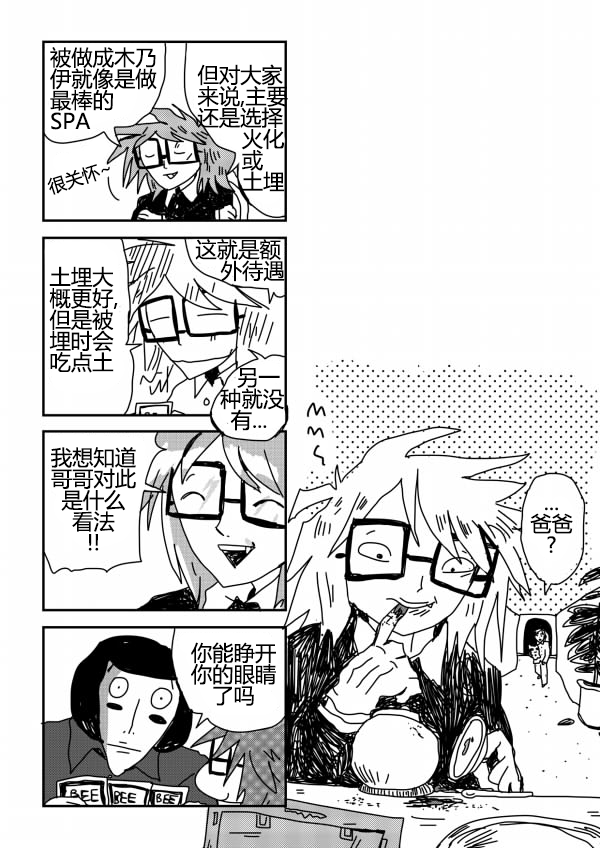 但对大家
来说,主要
还是选择
火化
或
土埋
被做成木乃
伊就像是做
最棒的
SPA
很关怀~
这就是额
外待遇
土埋大
概更好,
但是被会
埋时土
吃点
另一
种就没
有...
我想知道
哥哥对此
是什么
看法
!!
你能睁开
你的眼睛
了吗
BEE
BEE
BEE
...
爸爸
?